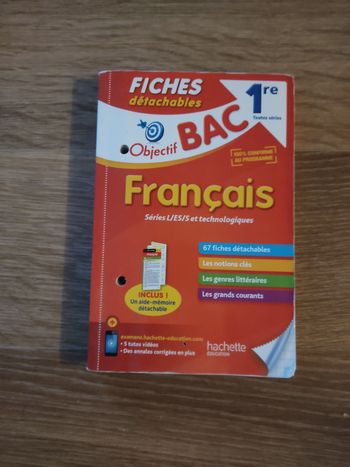 FICHES
détachables
1re
Toutes séries
Objectif
BAC
100% CONFORME
AU PROGRAMME
Français
Séries L/ES/S et technologiques
67 fiches détachables
Les notions clés
Les genres littéraires
Les grands courants
INCLUS !
Un aide-mémoire
détachable
examens.hachette-education.com
• 5 tutos vidéos
• Des annales corrigées en plus
hachette
ÉDUCATION